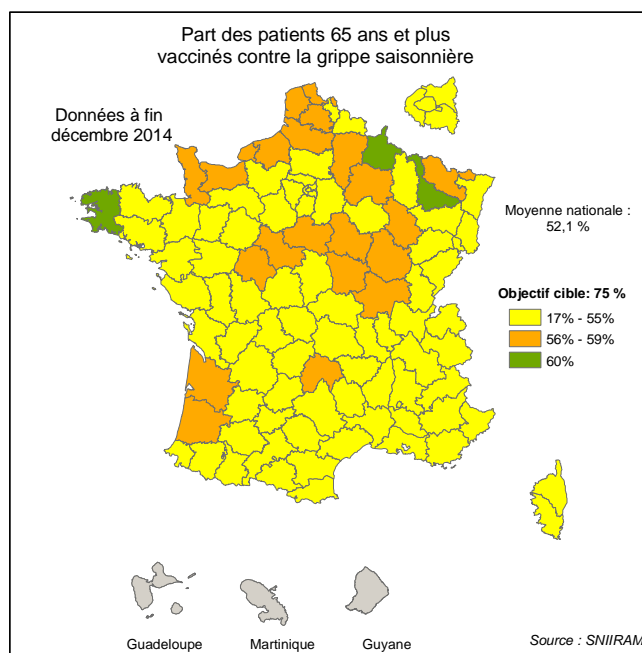 Part des patients 65 ans et plus
vaccinés contre la grippe saisonnière
Données à fin
décembre 2014
Moyenne nationale :
52,1 %
Objectif cible: 75 %
17% - 55%
56% - 59%
60%
Guadeloupe
Martinique
Guyane
Source : SNIIRAM